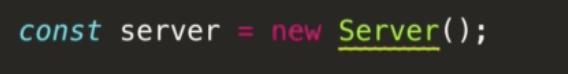 const server = new Server();